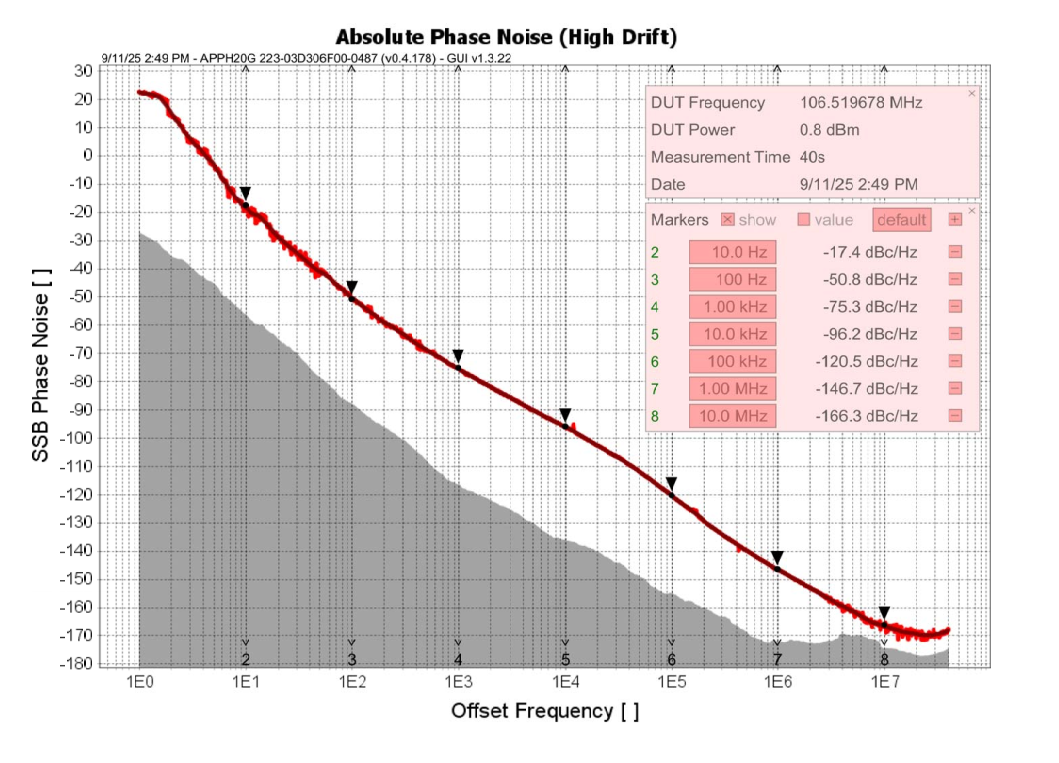 Absolute Phase Noise (High Drift)
9/11/25 2:49 PM - APPH20G 223-03D306F00-0487 (v0.4.178) - GUI v1.3.22
DUT Frequency 106.519678 MHz
DUT Power 0.8 dBm
Measurement Time 40s
Date 9/11/25 2:49 PM
Markers show value default
2 10.0 Hz -17.4 dBc/Hz
3 100 Hz -50.8 dBc/Hz
4 1.00 kHz -75.3 dBc/Hz
5 10.0 kHz -96.2 dBc/Hz
6 100 kHz -120.5 dBc/Hz
7 1.00 MHz -146.7 dBc/Hz
8 10.0 MHz -166.3 dBc/Hz
SSB Phase Noise [ ]
30
20
10
0
-10
-20
-30
-40
-50
-60
-70
-80
-90
-100
-110
-120
-130
-140
-150
-160
-170
-180
2 3 4 5 6 7 8
1E0 1E1 1E2 1E3 1E4 1E5 1E6 1E7
Offset Frequency [ ]